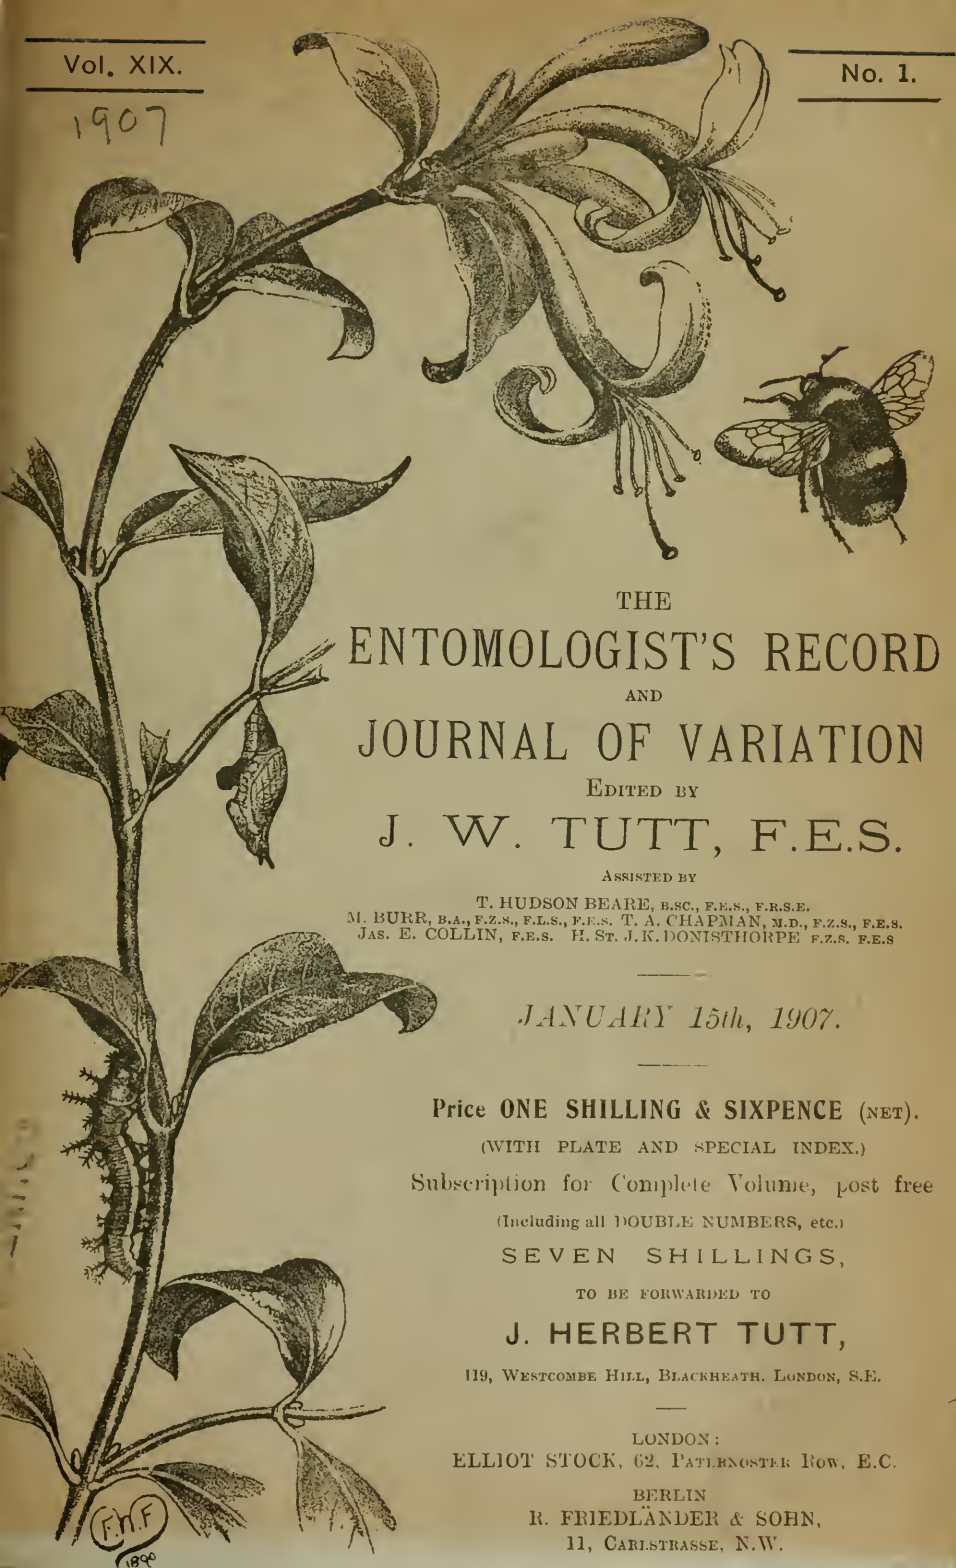 Vol. XIX.
No. 1.
1907
THE
ENTOMOLOGIST'S RECORD
AND
JOURNAL OF VARIATION
EDITED BY
J. W. TUTT, F.E.S.
ASSISTED BY
T. HUDSON BEARE, B.SC., F.E.S., F.R.S.E.
M. BURR, B.A., F.Z.S., F.L.S., F.E.S. T. A. CHAPMAN, M.D., F.Z.S., F.E.S.
JAS. E. COLLIN, F.E.S. H. ST. J.K. DONISTHORPE F.Z.S. F.E.S
JANUARY 15th, 1907.
Price ONE SHILLING & SIXPENCE (NET).
(WITH PLATE AND SPECIAL INDEX.)
Subscription for Complete Volume, post free
(Including all DOUBLE NUMBERS, etc.)
SEVEN SHILLINGS,
TO BE FORWARDED TO
J. HERBERT TUTT,
119, WESTCOMBE HILL, BLACKHEATH. LONDON, S.E.
LONDON:
ELLIOT STOCK, 62, PATERNOSTER ROW, E.C.
BERLIN
R. FRIEDLÄNDER & SOHN,
11, CARLSTRASSE, N.W.
F.W.F
1890